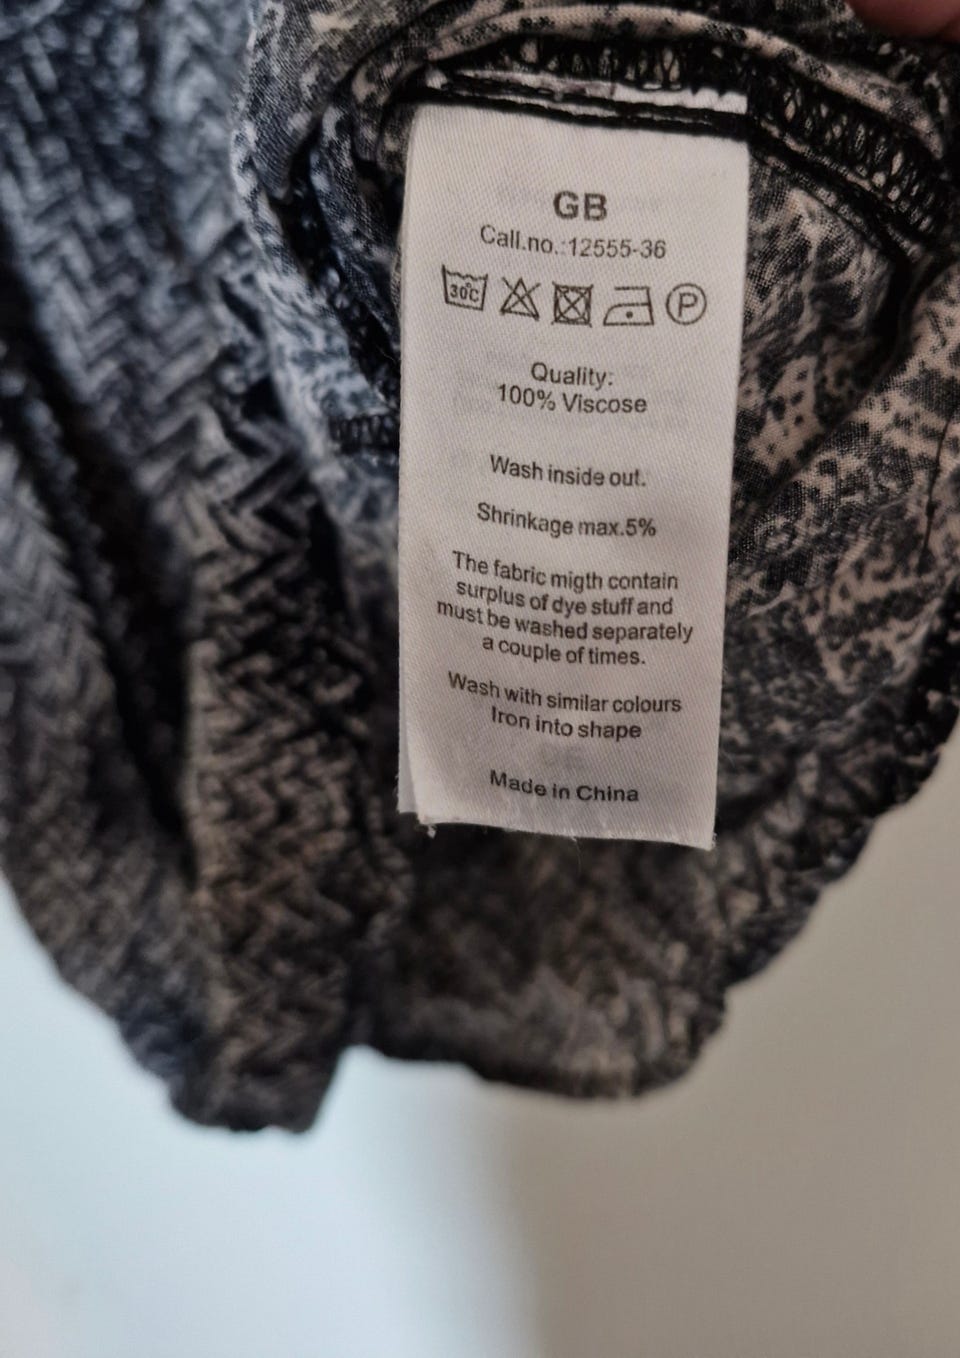 GB
Call.no.:12555-36
30°C P
Quality:
100% Viscose
Wash inside out.
Shrinkage max.5%
The fabric migth contain
surplus of dye stuff and
must be washed separately
a couple of times.
Wash with similar colours
Iron into shape
Made in China